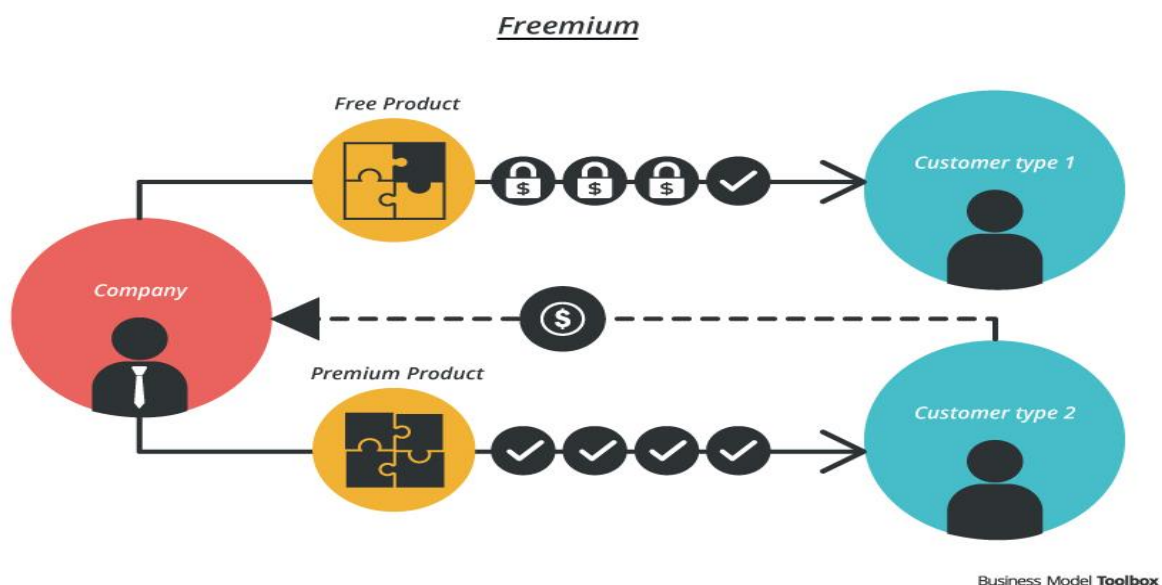 Freemium
Free Product
$ $ $
Customer type 1
Company
$
Premium Product
Customer type 2
Business Model Toolbox